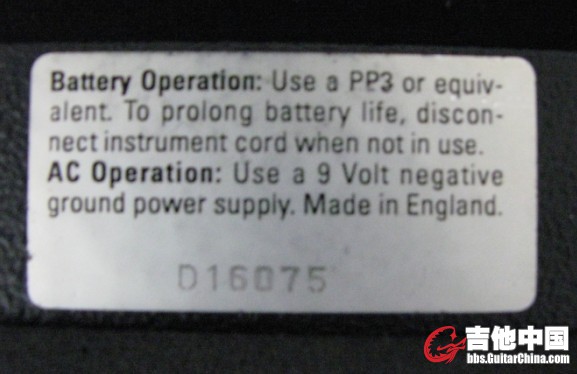 Battery Operation: Use a PP3 or equiv-
alent. To prolong battery life, discon-
nect instrument cord when not in use.
AC Operation: Use a 9 Volt negative
ground power supply. Made in England.
D16075
吉他中国
bbs.GuitarChina.com